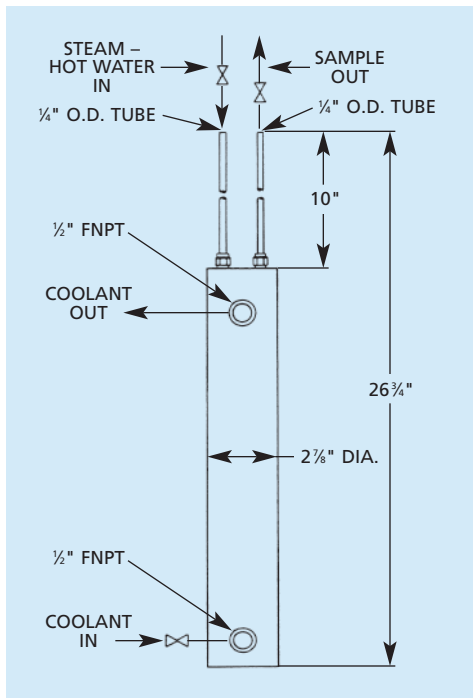 STEAM –
HOT WATER
IN
SAMPLE
OUT
¼" O.D. TUBE
¼" O.D. TUBE
10"
½" FNPT
COOLANT
OUT
26¾"
2⅞" DIA.
½" FNPT
COOLANT
IN